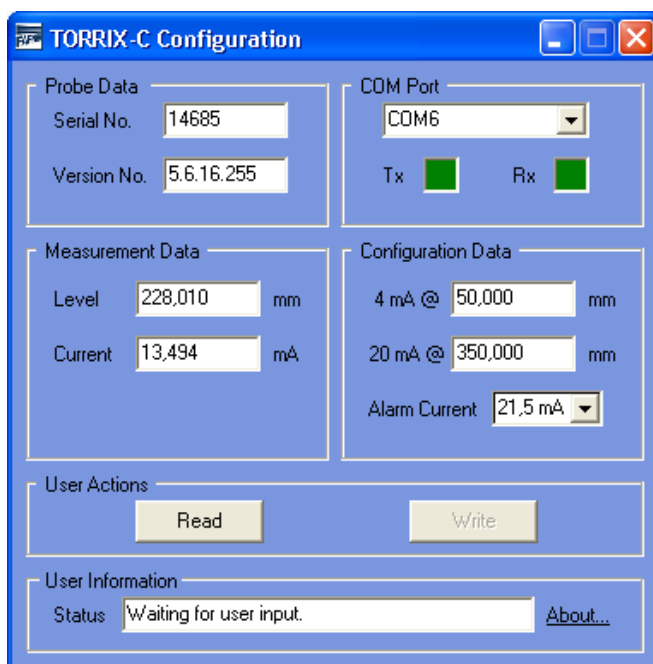 TORRIX-C Configuration
Probe Data
Serial No. 14685
Version No. 5.6.16.255
COM Port
COM6
Tx Rx
Measurement Data
Level 228,010 mm
Current 13,494 mA
Configuration Data
4 mA @ 50,000 mm
20 mA @ 350,000 mm
Alarm Current 21,5 mA
User Actions
Read Write
User Information
Status Waiting for user input. About...